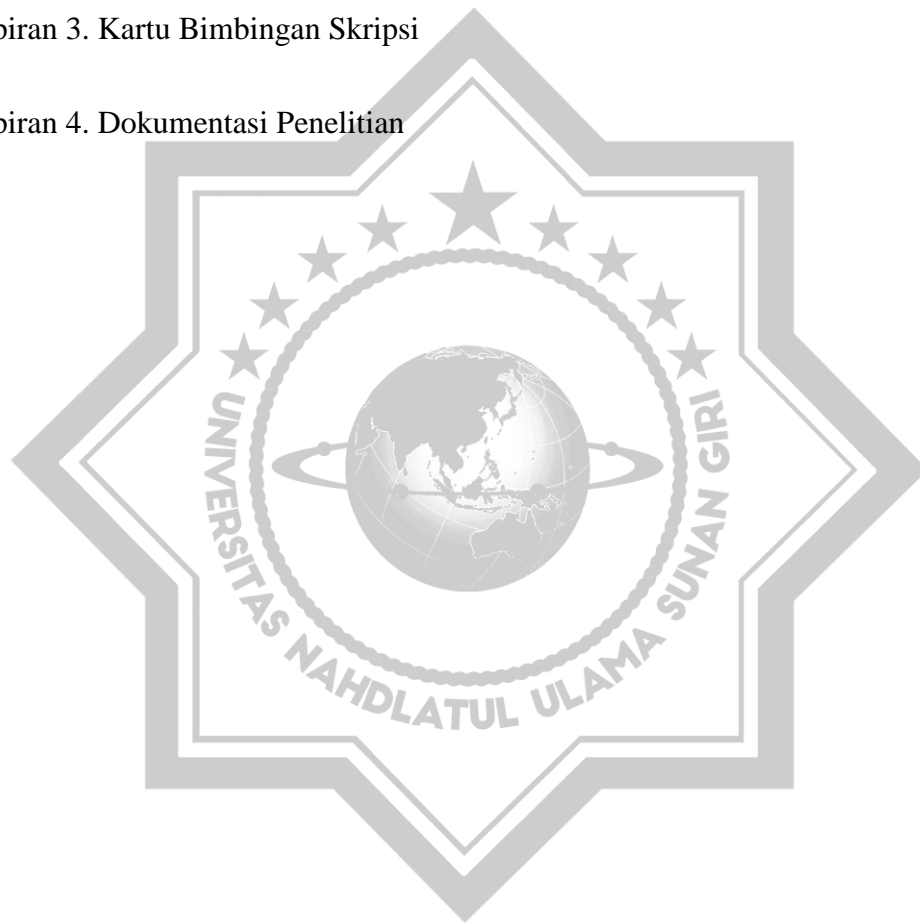 piran 3. Kartu Bimbingan Skripsi
piran 4. Dokumentasi Penelitian
UNIVERSITAS NAHDLATUL ULAMA SUNAN GIRI